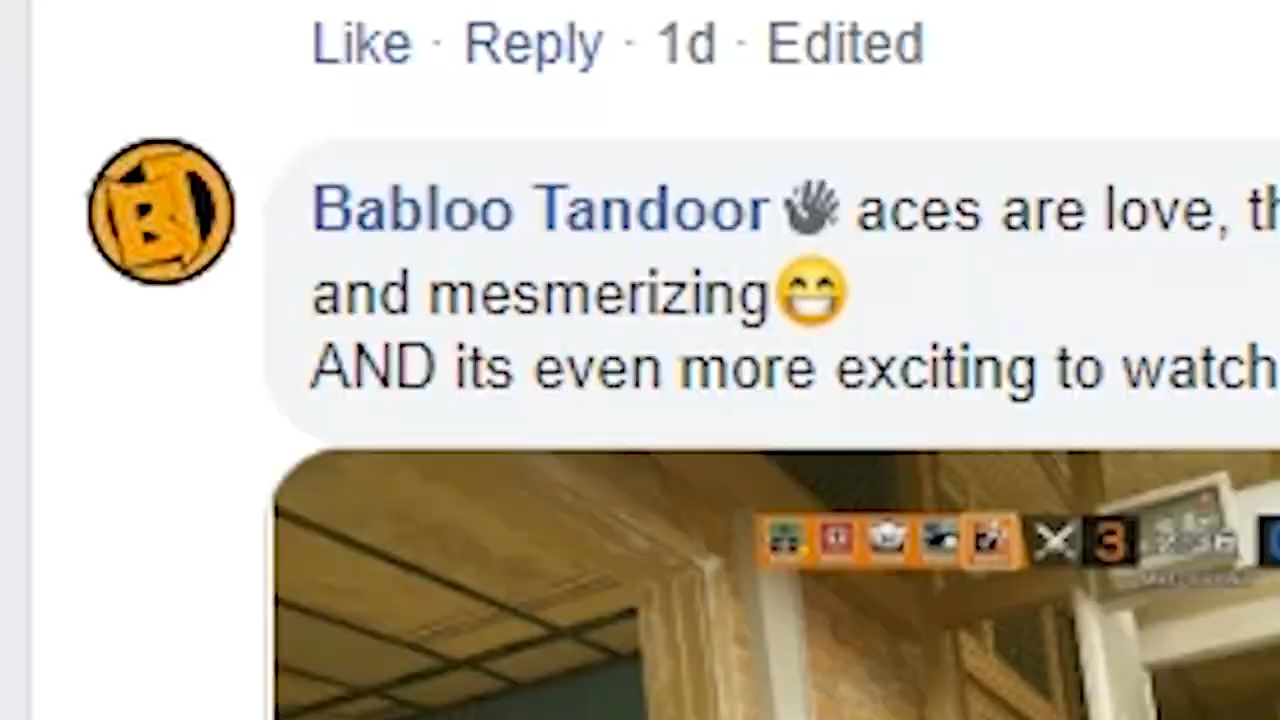 Like · Reply · 1d · Edited
B
Babloo Tandoor 👋 aces are love, th
and mesmerizing😁
AND its even more exciting to watch
3